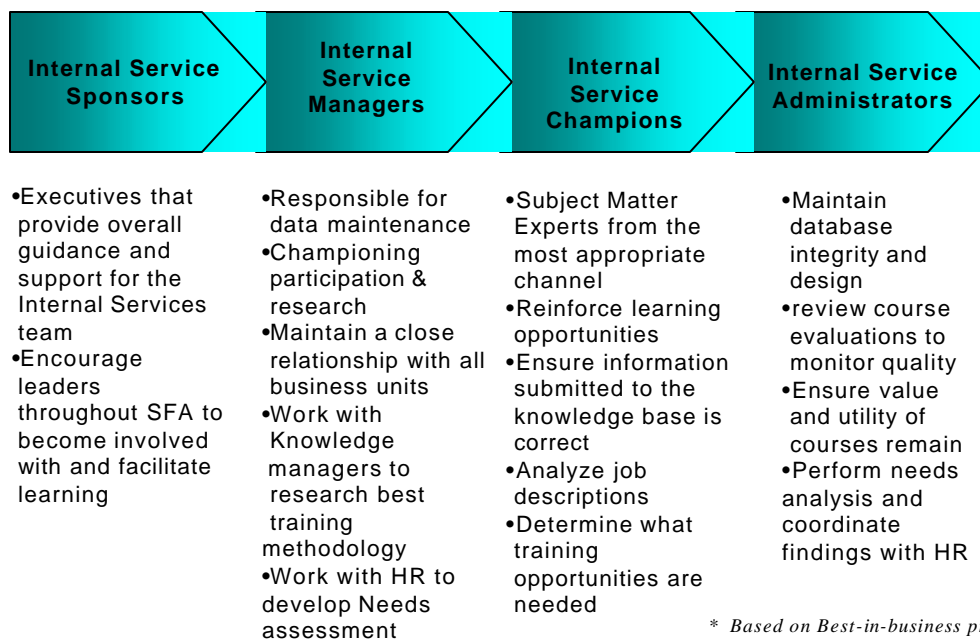 Internal Service
Sponsors
Internal
Service
Managers
Internal
Service
Champions
Internal Service
Administrators
•Executives that
provide overall
guidance and
support for the
Internal Services
team
•Encourage
leaders
throughout SFA to
become involved
with and facilitate
learning
•Responsible for
data maintenance
•Championing
participation &
research
•Maintain a close
relationship with all
business units
•Work with
Knowledge
managers to
research best
training
methodology
•Work with HR to
develop Needs
assessment
•Subject Matter
Experts from the
most appropriate
channel
•Reinforce learning
opportunities
•Ensure information
submitted to the
knowledge base is
correct
•Analyze job
descriptions
•Determine what
training
opportunities are
needed
•Maintain
database
integrity and
design
•review course
evaluations to
monitor quality
•Ensure value
and utility of
courses remain
•Perform needs
analysis and
coordinate
findings with HR
* Based on Best-in-business